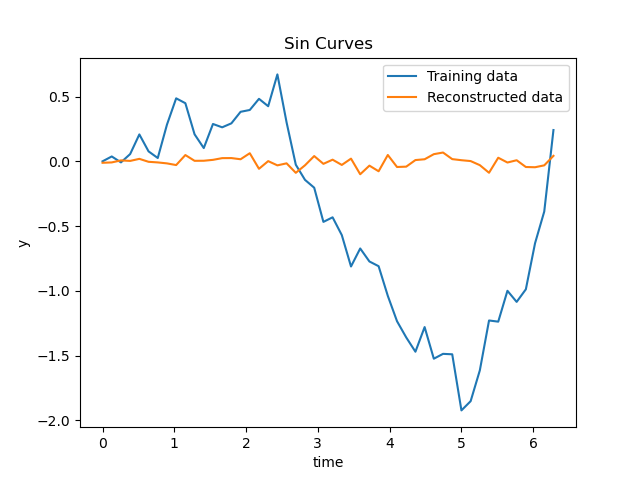 Sin Curves
Training data
Reconstructed data
0.5
0.0
−0.5
−1.0
−1.5
−2.0
y
0 1 2 3 4 5 6
time